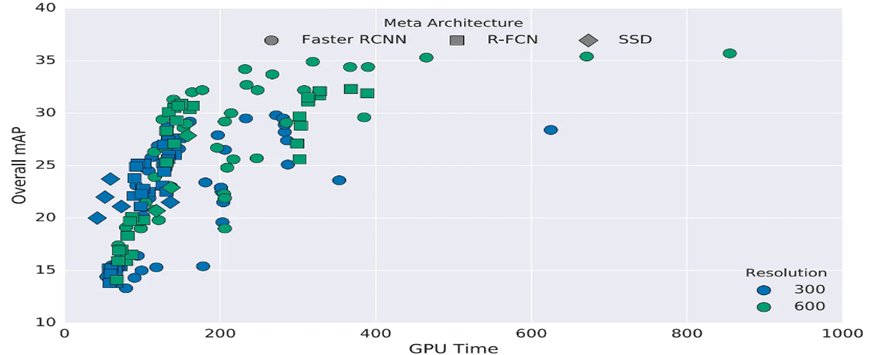 40
Meta Architecture
Faster RCNN R-FCN SSD
35
30
25
20
15
10
Overall mAP
Resolution
300
600
0 200 400 600 800 1000
GPU Time